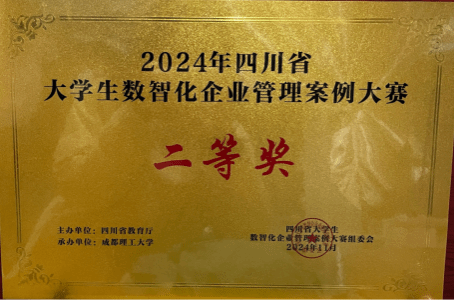 2024年四川省
大学生数智化企业管理案例大赛
二等奖
主办单位：四川省教育厅
承办单位：成都理工大学
四川省大学生
数智化企业管理案例大赛组委会
2024年11月